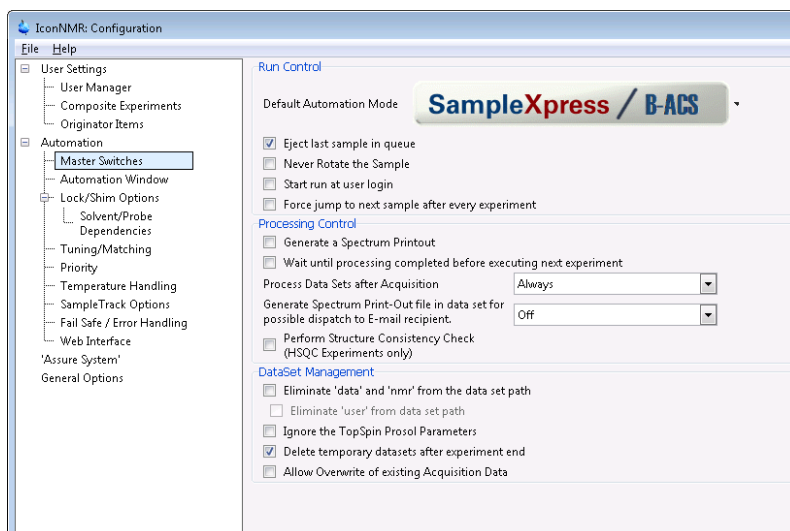 IconNMR: Configuration
File Help
User Settings
User Manager
Composite Experiments
Originator Items
Automation
Master Switches
Automation Window
Lock/Shim Options
Solvent/Probe
Dependencies
Tuning/Matching
Priority
Temperature Handling
SampleTrack Options
Fail Safe / Error Handling
Web Interface
'Assure System'
General Options
Run Control
Default Automation Mode
SampleXpress / B-ACS
Eject last sample in queue
Never Rotate the Sample
Start run at user login
Force jump to next sample after every experiment
Processing Control
Generate a Spectrum Printout
Wait until processing completed before executing next experiment
Process Data Sets after Acquisition Always
Generate Spectrum Print-Out file in data set for
possible dispatch to E-mail recipient. Off
Perform Structure Consistency Check
(HSQC Experiments only)
DataSet Management
Eliminate 'data' and 'nmr' from the data set path
Eliminate 'user' from data set path
Ignore the TopSpin Prosol Parameters
Delete temporary datasets after experiment end
Allow Overwrite of existing Acquisition Data